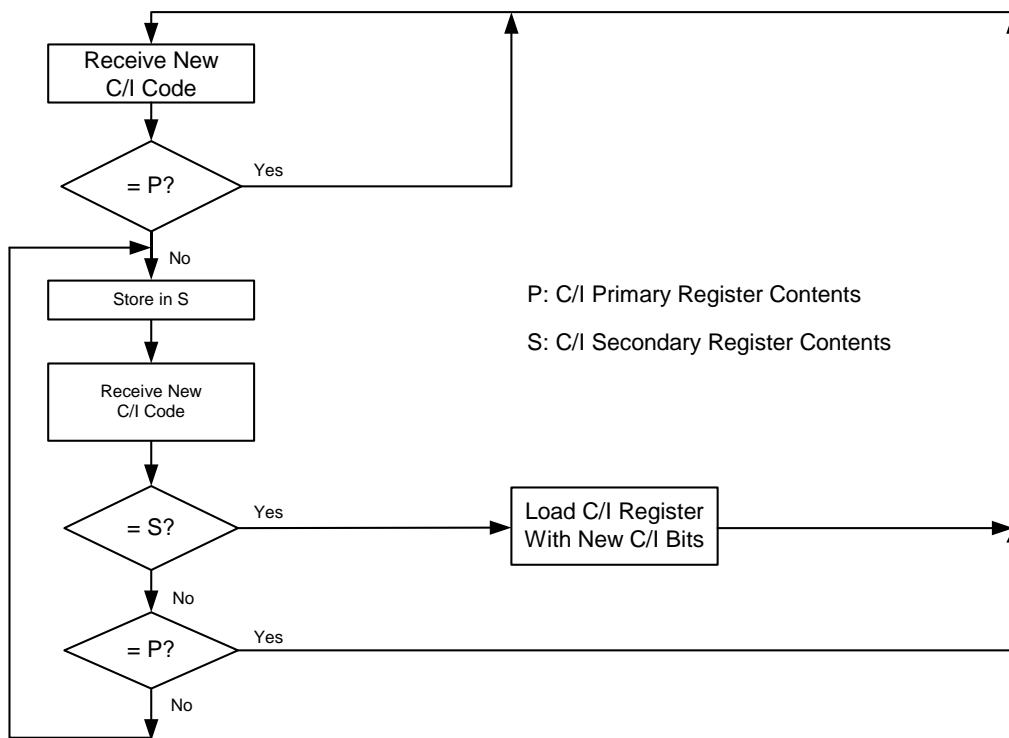 Receive New
C/I Code
= P?
Yes
No
Store in S
P: C/I Primary Register Contents
S: C/I Secondary Register Contents
Receive New
C/I Code
= S?
Yes
Load C/I Register
With New C/I Bits
No
= P?
Yes
No